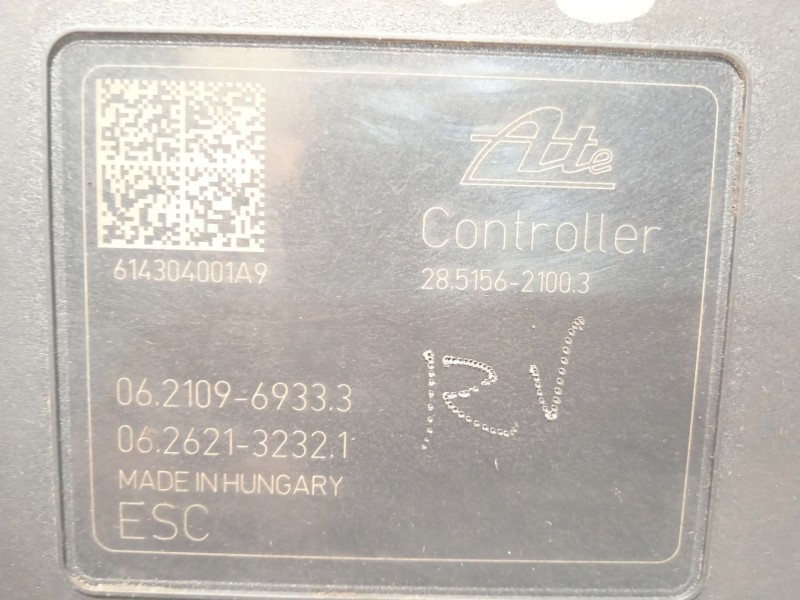 Ate
Controller
614304001A9
28.5156-2100.3
RV
06.2109-6933.3
06.2621-3232.1
MADE IN HUNGARY
ESC